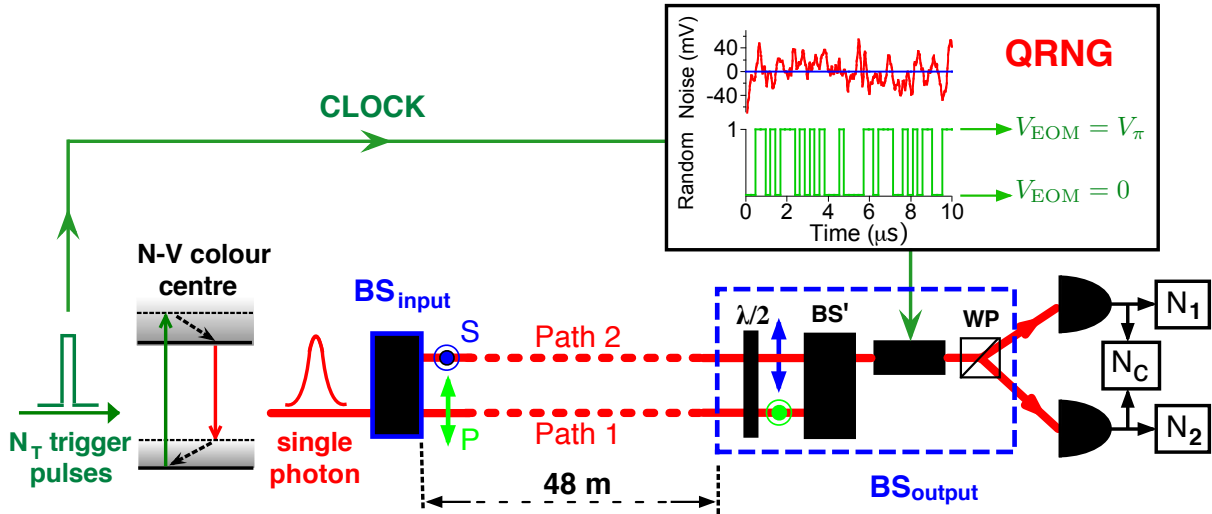 QRNG
Noise (mV)
40
0
-40
Random
1
0 2 4 6 8 10
Time (μs)
V_EOM = V_π
V_EOM = 0
CLOCK
N-V colour
centre
N_T trigger
pulses
single
photon
BS_input
S
P
Path 2
Path 1
48 m
λ/2
BS'
WP
BS_output
N_1
N_C
N_2